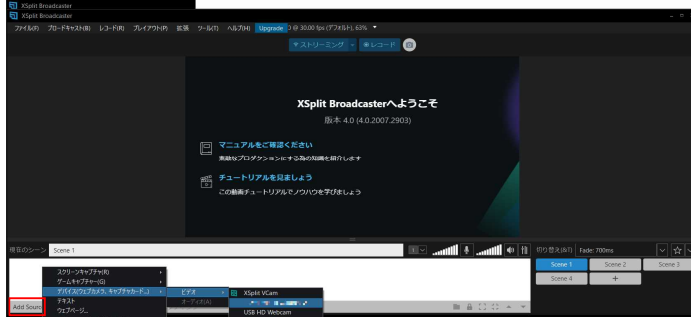 XSplit Broadcaster
XSplit Broadcaster
ファイル(F) ブロードキャスト(B) レコード(R) プレイアウト(P) 拡張 ツール(T) ヘルプ(H) Upgrade @ 30.00 fps (デフォルト), 63%
ストリーミング レコード
XSplit Broadcasterへようこそ
版本 4.0 (4.0.2007.2903)
マニュアルをご確認ください
素敵なプロダクションにする為の知識を紹介します
チュートリアルを見ましょう
この動画チュートリアルでノウハウを学びましょう
現在のシーン Scene 1 切り替え(&T) Fade: 700ms
Scene 1 Scene 2 Scene 3
Scene 4 +
スクリーンキャプチャ(R)
ゲームキャプチャー(G)
デバイス(ウェブカメラ、キャプチャカード...) ビデオ XSplit VCam
テキスト オーディオ(A)
Add Sourc ウェブページ... USB HD Webcam